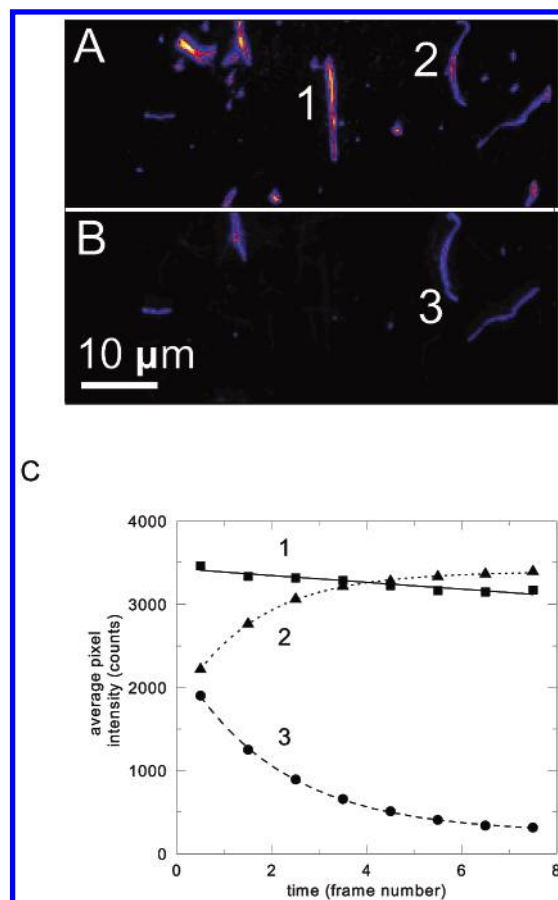 A
1
2
B
3
10 µm
C
4000
3000
2000
1000
0
average pixel
intensity (counts)
1
2
3
0 2 4 6 8
time (frame number)